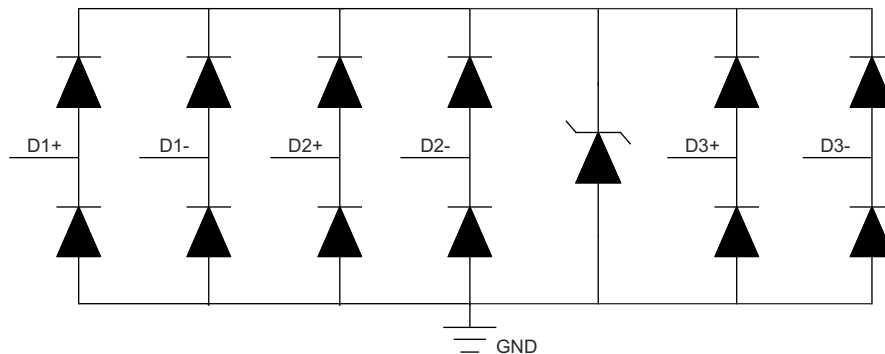 D1+
D1-
D2+
D2-
D3+
D3-
GND